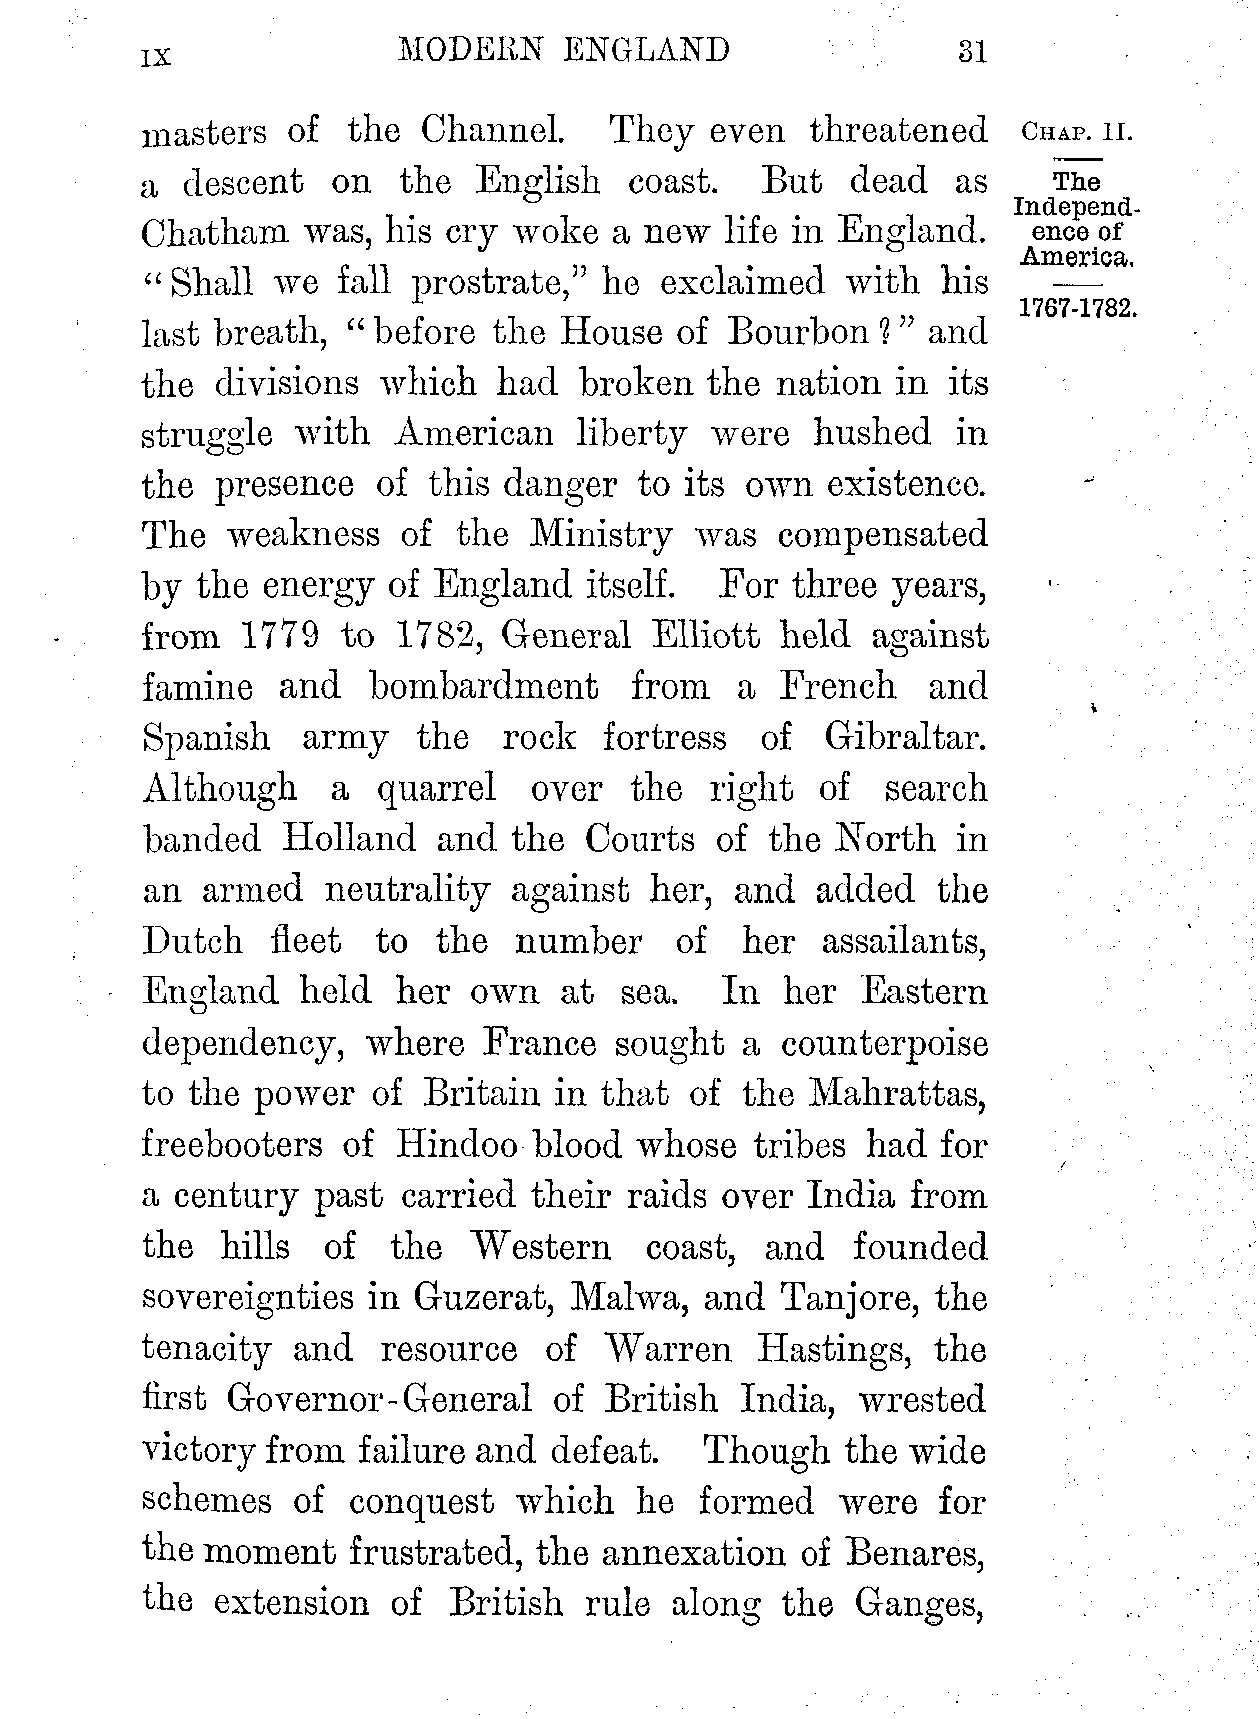 IX MODERN ENGLAND 31
masters of the Channel. They even threatened
a descent on the English coast. But dead as
Chatham was, his cry woke a new life in England.
“Shall we fall prostrate,” he exclaimed with his
last breath, “before the House of Bourbon?” and
the divisions which had broken the nation in its
struggle with American liberty were hushed in
the presence of this danger to its own existence.
The weakness of the Ministry was compensated
by the energy of England itself. For three years,
from 1779 to 1782, General Elliott held against
famine and bombardment from a French and
Spanish army the rock fortress of Gibraltar.
Although a quarrel over the right of search
banded Holland and the Courts of the North in
an armed neutrality against her, and added the
Dutch fleet to the number of her assailants,
England held her own at sea. In her Eastern
dependency, where France sought a counterpoise
to the power of Britain in that of the Mahrattas,
freebooters of Hindoo blood whose tribes had for
a century past carried their raids over India from
the hills of the Western coast, and founded
sovereignties in Guzerat, Malwa, and Tanjore, the
tenacity and resource of Warren Hastings, the
first Governor-General of British India, wrested
victory from failure and defeat. Though the wide
schemes of conquest which he formed were for
the moment frustrated, the annexation of Benares,
the extension of British rule along the Ganges,
CHAP. II.
The
Independ-
ence of
America.
1767-1782.